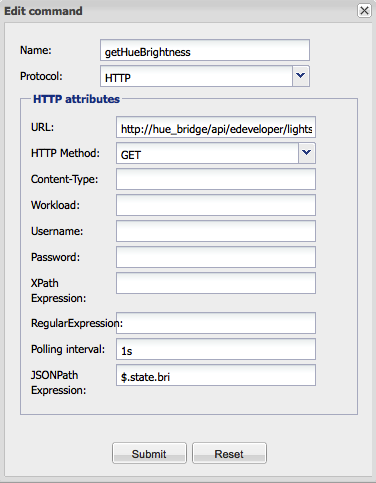 Edit command
Name: getHueBrightness
Protocol: HTTP
HTTP attributes
URL: http://hue_bridge/api/edeveloper/lights
HTTP Method: GET
Content-Type:
Workload:
Username:
Password:
XPath
Expression:
RegularExpression:
Polling interval: 1s
JSONPath
Expression: $.state.bri
Submit Reset